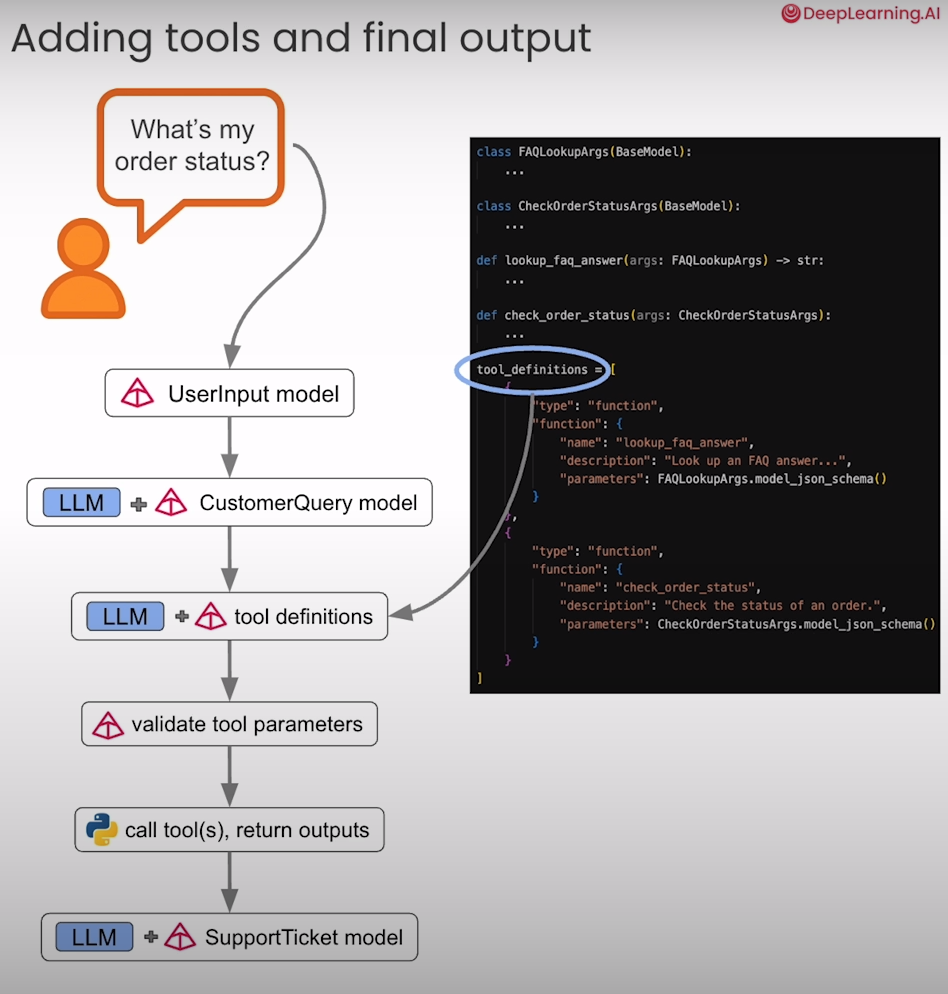 DeepLearning.AI
Adding tools and final output
What's my
order status?
UserInput model
LLM + CustomerQuery model
LLM + tool definitions
validate tool parameters
call tool(s), return outputs
LLM + SupportTicket model
class FAQLookupArgs(BaseModel):
...
class CheckOrderStatusArgs(BaseModel):
...
def lookup_faq_answer(args: FAQLookupArgs) -> str:
...
def check_order_status(args: CheckOrderStatusArgs):
...
tool_definitions = [
{
"type": "function",
"function": {
"name": "lookup_faq_answer",
"description": "Look up an FAQ answer...",
"parameters": FAQLookupArgs.model_json_schema()
}
},
{
"type": "function",
"function": {
"name": "check_order_status",
"description": "Check the status of an order.",
"parameters": CheckOrderStatusArgs.model_json_schema()
}
}
]